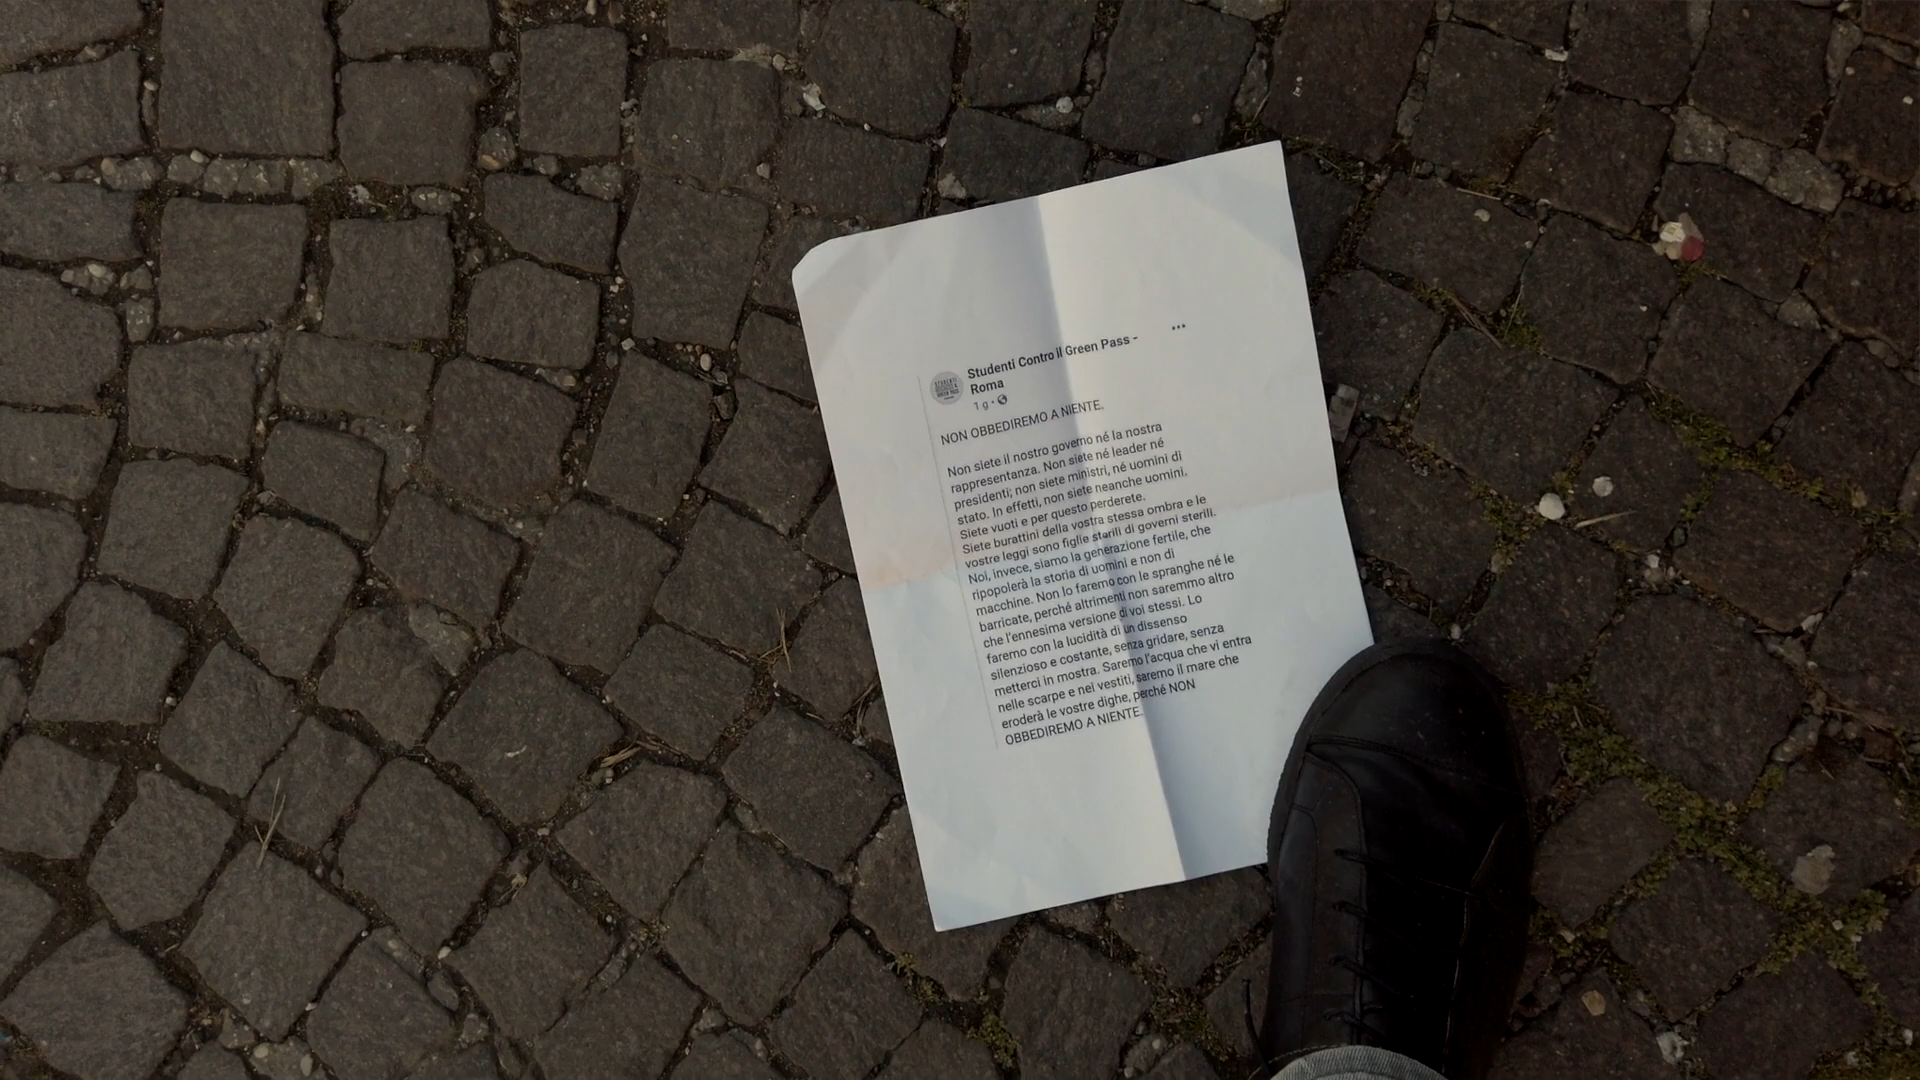 Studenti Contro il Green Pass -
Roma
1 g
NON OBBEDIREMO A NIENTE.
Non siete il nostro governo né la nostra
rappresentanza. Non siete né leader né
presidenti; non siete ministri, né uomini di
stato. In effetti, non siete neanche uomini.
Siete vuoti e per questo perderete.
Siete burattini della vostra stessa ombra e le
vostre leggi sono figlie sterili di governi sterili.
Noi, invece, siamo la generazione fertile, che
ripopolerà la storia di uomini e non di
macchine. Non lo faremo con le spranghe né le
barricate, perché altrimenti non saremmo altro
che l'ennesima versione di voi stessi. Lo
faremo con la lucidità di un dissenso
silenzioso e costante, senza gridare, senza
metterci in mostra. Saremo l'acqua che vi entra
nelle scarpe e nei vestiti, saremo il mare che
eroderà le vostre dighe, perché NON
OBBEDIREMO A NIENTE.